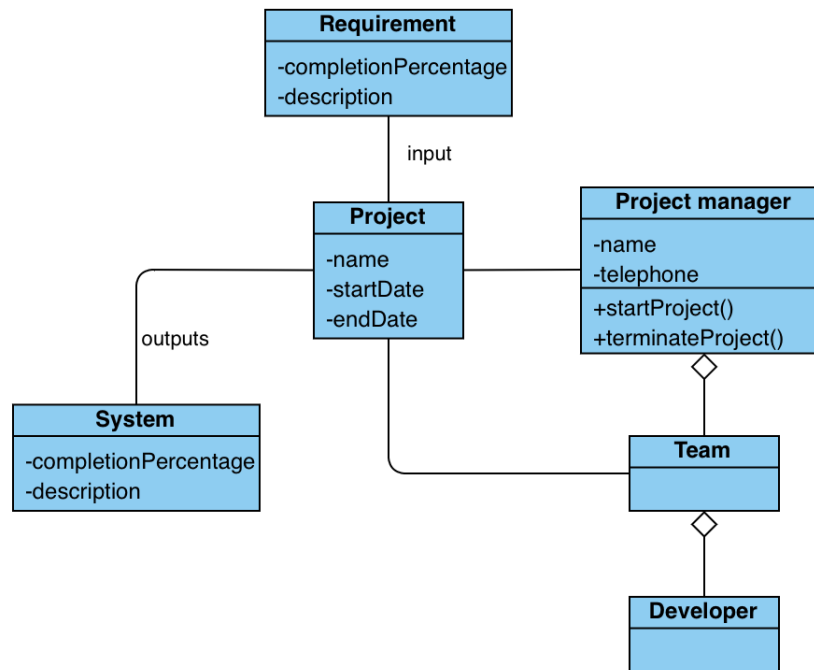 Requirement
-completionPercentage
-description
input
Project
-name
-startDate
-endDate
Project manager
-name
-telephone
+startProject()
+terminateProject()
outputs
System
-completionPercentage
-description
Team
Developer